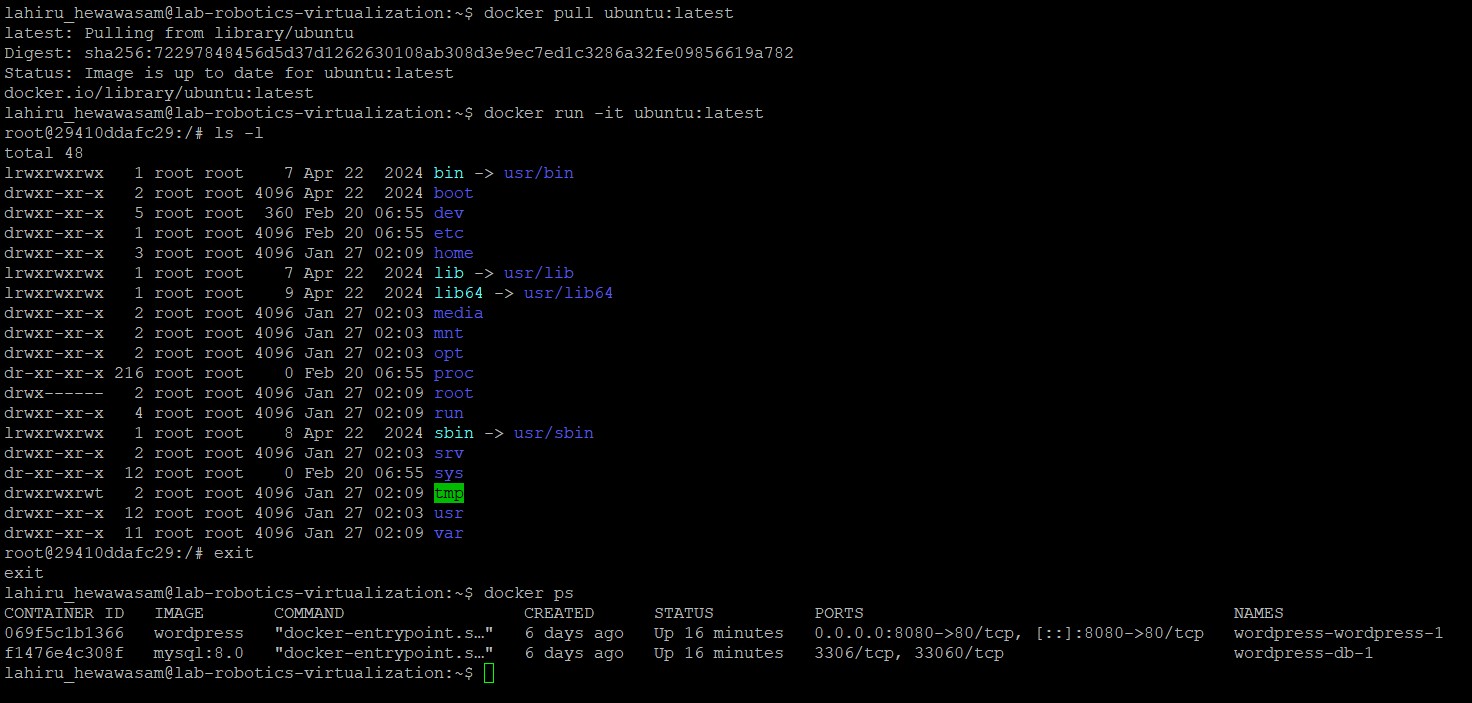 lahiru_hewawasam@lab-robotics-virtualization:~$ docker pull ubuntu:latest
latest: Pulling from library/ubuntu
Digest: sha256:72297848456d5d37d1262630108ab308d3e9ec7ed1c3286a32fe09856619a782
Status: Image is up to date for ubuntu:latest
docker.io/library/ubuntu:latest
lahiru_hewawasam@lab-robotics-virtualization:~$ docker run -it ubuntu:latest
root@29410ddafc29:/# ls -l
total 48
lrwxrwxrwx   1 root root    7 Apr 22  2024 bin -> usr/bin
drwxr-xr-x   2 root root 4096 Apr 22  2024 boot
drwxr-xr-x   5 root root  360 Feb 20 06:55 dev
drwxr-xr-x   1 root root 4096 Feb 20 06:55 etc
drwxr-xr-x   3 root root 4096 Jan 27 02:09 home
lrwxrwxrwx   1 root root    7 Apr 22  2024 lib -> usr/lib
lrwxrwxrwx   1 root root    9 Apr 22  2024 lib64 -> usr/lib64
drwxr-xr-x   2 root root 4096 Jan 27 02:03 media
drwxr-xr-x   2 root root 4096 Jan 27 02:03 mnt
drwxr-xr-x   2 root root 4096 Jan 27 02:03 opt
dr-xr-xr-x 216 root root    0 Feb 20 06:55 proc
drwx------   2 root root 4096 Jan 27 02:09 root
drwxr-xr-x   4 root root 4096 Jan 27 02:09 run
lrwxrwxrwx   1 root root    8 Apr 22  2024 sbin -> usr/sbin
drwxr-xr-x   2 root root 4096 Jan 27 02:03 srv
dr-xr-xr-x  12 root root    0 Feb 20 06:55 sys
drwxrwxrwt   2 root root 4096 Jan 27 02:09 tmp
drwxr-xr-x  12 root root 4096 Jan 27 02:03 usr
drwxr-xr-x  11 root root 4096 Jan 27 02:09 var
root@29410ddafc29:/# exit
exit
lahiru_hewawasam@lab-robotics-virtualization:~$ docker ps
CONTAINER ID   IMAGE       COMMAND                  CREATED      STATUS          PORTS                                     NAMES
069f5c1b1366   wordpress   "docker-entrypoint.s…"   6 days ago   Up 16 minutes   0.0.0.0:8080->80/tcp, [::]:8080->80/tcp   wordpress-wordpress-1
f1476e4c308f   mysql:8.0   "docker-entrypoint.s…"   6 days ago   Up 16 minutes   3306/tcp, 33060/tcp                       wordpress-db-1
lahiru_hewawasam@lab-robotics-virtualization:~$